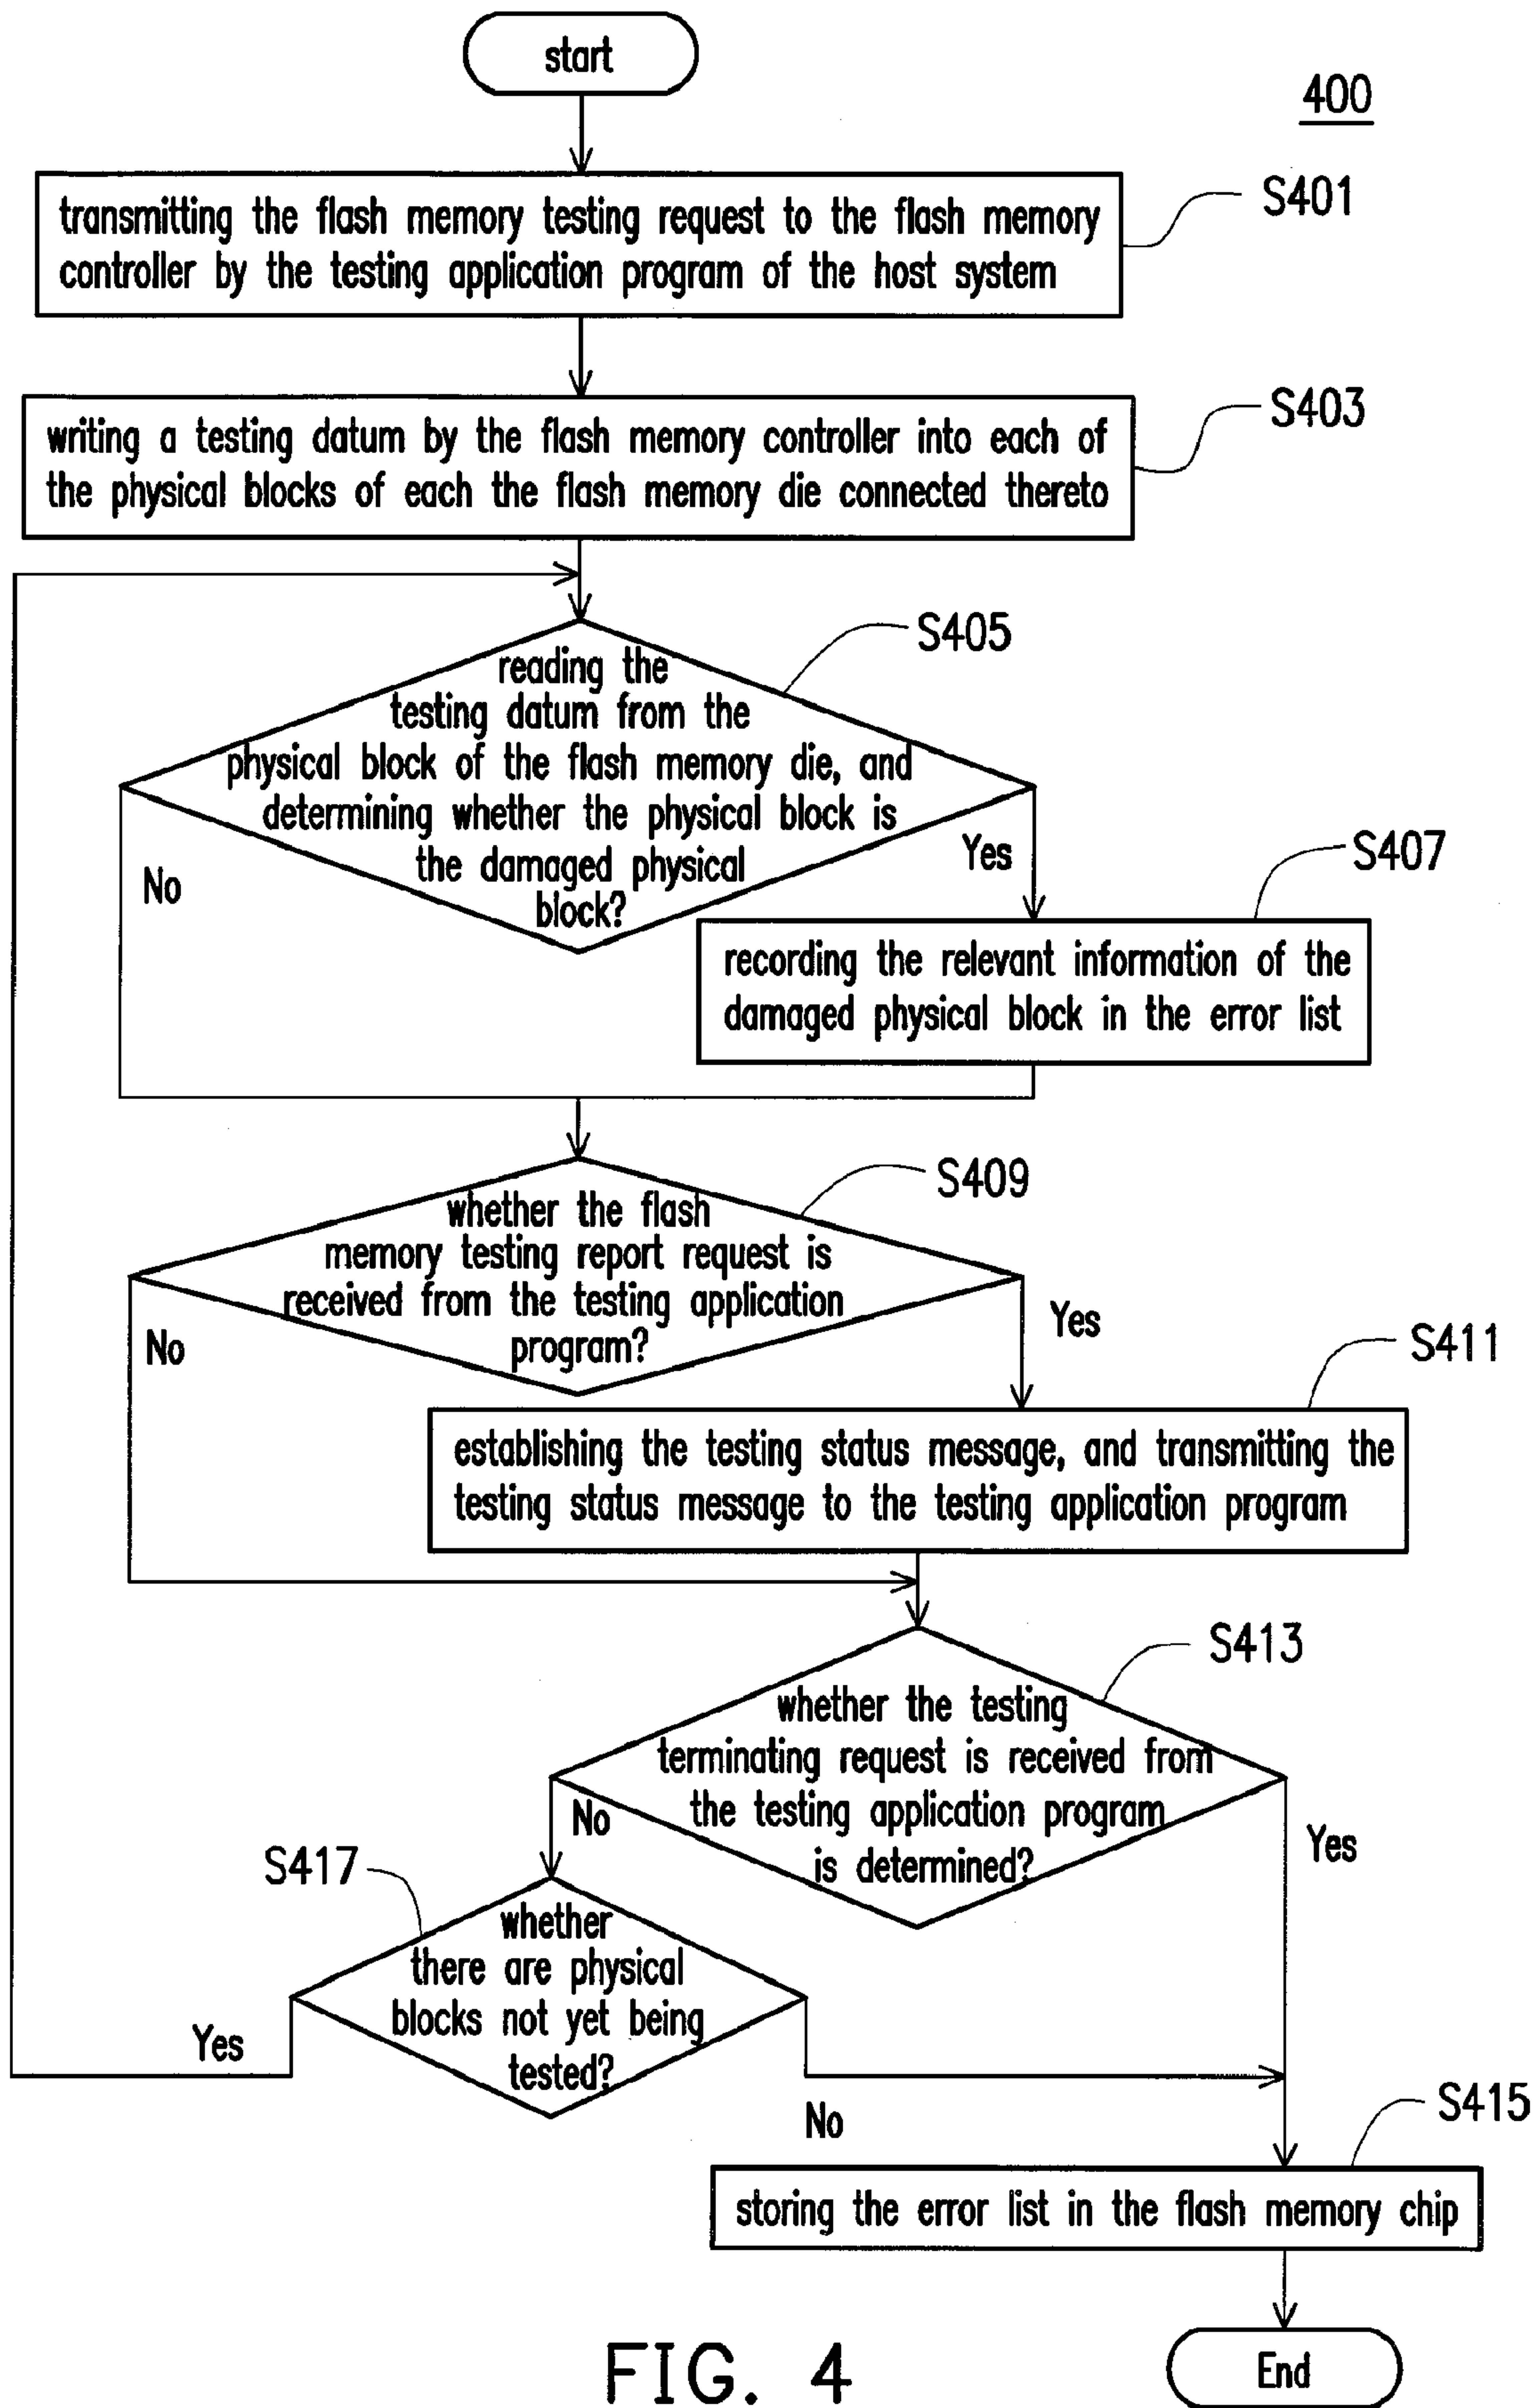 start
400
transmitting the flash memory testing request to the flash memory
controller by the testing application program of the host system
S401
writing a testing datum by the flash memory controller into each of
the physical blocks of each the flash memory die connected thereto
S403
reading the
testing datum from the
physical block of the flash memory die, and
determining whether the physical block is
the damaged physical
block?
S405
No
Yes
S407
recording the relevant information of the
damaged physical block in the error list
whether the flash
memory testing report request is
received from the testing application
program?
S409
No
Yes
S411
establishing the testing status message, and transmitting the
testing status message to the testing application program
S413
whether the testing
terminating request is received from
the testing application program
is determined?
No
Yes
S417
whether
there are physical
blocks not yet being
tested?
Yes
No
S415
storing the error list in the flash memory chip
End
FIG. 4